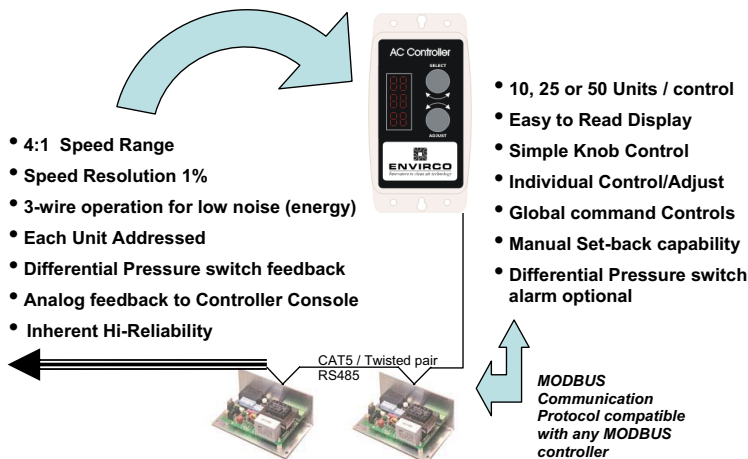 AC Controller
SELECT
ADJUST
ENVIRCO
• 4:1 Speed Range
• Speed Resolution 1%
• 3-wire operation for low noise (energy)
• Each Unit Addressed
• Differential Pressure switch feedback
• Analog feedback to Controller Console
• Inherent Hi-Reliability
• 10, 25 or 50 Units / control
• Easy to Read Display
• Simple Knob Control
• Individual Control/Adjust
• Global command Controls
• Manual Set-back capability
• Differential Pressure switch
alarm optional
CAT5 / Twisted pair
RS485
MODBUS
Communication
Protocol compatible
with any MODBUS
controller